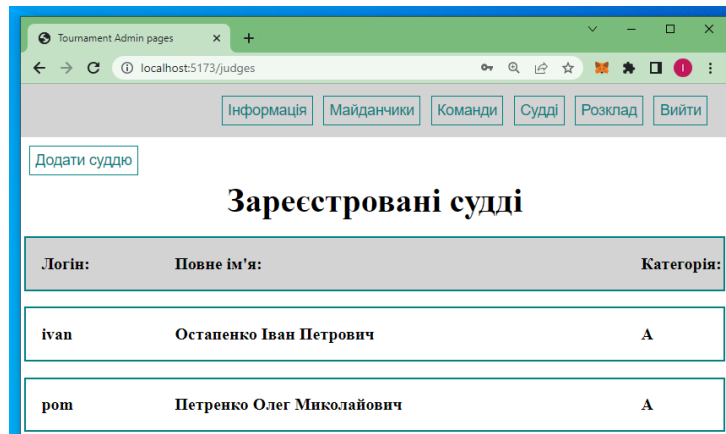 Tournament Admin pages
localhost:5173/judges
Інформація Майданчики Команди Судді Розклад Вийти
Додати суддю
Зареєстровані судді
Логін: Повне ім'я: Категорія:
ivan Остапенко Іван Петрович А
pom Петренко Олег Миколайович А